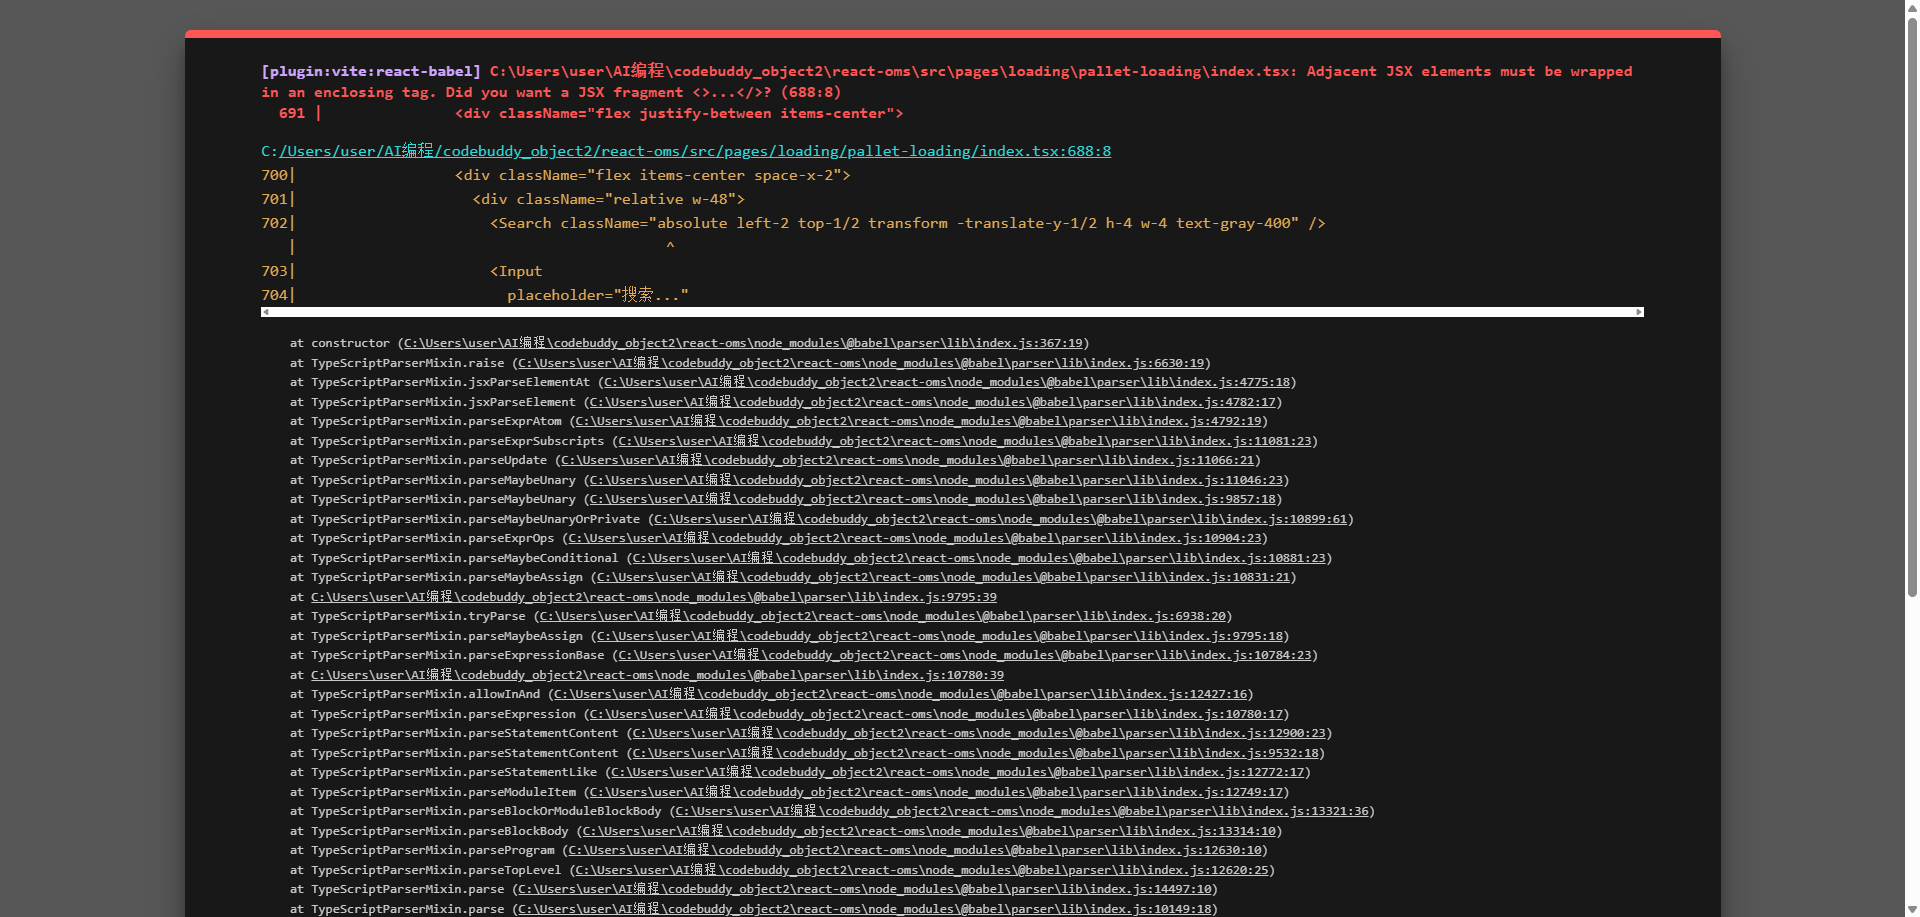 [plugin:vite:react-babel] C:\Users\user\AI编程\codebuddy_object2\react-oms\src\pages\loading\pallet-loading\index.tsx: Adjacent JSX elements must be wrapped
in an enclosing tag. Did you want a JSX fragment <>...</>? (688:8)
691 |               <div className="flex justify-between items-center">
C:/Users/user/AI编程/codebuddy_object2/react-oms/src/pages/loading/pallet-loading/index.tsx:688:8
700|                  <div className="flex items-center space-x-2">
701|                    <div className="relative w-48">
702|                      <Search className="absolute left-2 top-1/2 transform -translate-y-1/2 h-4 w-4 text-gray-400" />
   |                                          ^
703|                      <Input
704|                        placeholder="搜索..."
at constructor (C:\Users\user\AI编程\codebuddy_object2\react-oms\node_modules\@babel\parser\lib\index.js:367:19)
at TypeScriptParserMixin.raise (C:\Users\user\AI编程\codebuddy_object2\react-oms\node_modules\@babel\parser\lib\index.js:6630:19)
at TypeScriptParserMixin.jsxParseElementAt (C:\Users\user\AI编程\codebuddy_object2\react-oms\node_modules\@babel\parser\lib\index.js:4775:18)
at TypeScriptParserMixin.jsxParseElement (C:\Users\user\AI编程\codebuddy_object2\react-oms\node_modules\@babel\parser\lib\index.js:4782:17)
at TypeScriptParserMixin.parseExprAtom (C:\Users\user\AI编程\codebuddy_object2\react-oms\node_modules\@babel\parser\lib\index.js:4792:19)
at TypeScriptParserMixin.parseExprSubscripts (C:\Users\user\AI编程\codebuddy_object2\react-oms\node_modules\@babel\parser\lib\index.js:11081:23)
at TypeScriptParserMixin.parseUpdate (C:\Users\user\AI编程\codebuddy_object2\react-oms\node_modules\@babel\parser\lib\index.js:11066:21)
at TypeScriptParserMixin.parseMaybeUnary (C:\Users\user\AI编程\codebuddy_object2\react-oms\node_modules\@babel\parser\lib\index.js:11046:23)
at TypeScriptParserMixin.parseMaybeUnary (C:\Users\user\AI编程\codebuddy_object2\react-oms\node_modules\@babel\parser\lib\index.js:9857:18)
at TypeScriptParserMixin.parseMaybeUnaryOrPrivate (C:\Users\user\AI编程\codebuddy_object2\react-oms\node_modules\@babel\parser\lib\index.js:10899:61)
at TypeScriptParserMixin.parseExprOps (C:\Users\user\AI编程\codebuddy_object2\react-oms\node_modules\@babel\parser\lib\index.js:10904:23)
at TypeScriptParserMixin.parseMaybeConditional (C:\Users\user\AI编程\codebuddy_object2\react-oms\node_modules\@babel\parser\lib\index.js:10881:23)
at TypeScriptParserMixin.parseMaybeAssign (C:\Users\user\AI编程\codebuddy_object2\react-oms\node_modules\@babel\parser\lib\index.js:10831:21)
at C:\Users\user\AI编程\codebuddy_object2\react-oms\node_modules\@babel\parser\lib\index.js:9795:39
at TypeScriptParserMixin.tryParse (C:\Users\user\AI编程\codebuddy_object2\react-oms\node_modules\@babel\parser\lib\index.js:6938:20)
at TypeScriptParserMixin.parseMaybeAssign (C:\Users\user\AI编程\codebuddy_object2\react-oms\node_modules\@babel\parser\lib\index.js:9795:18)
at TypeScriptParserMixin.parseExpressionBase (C:\Users\user\AI编程\codebuddy_object2\react-oms\node_modules\@babel\parser\lib\index.js:10784:23)
at C:\Users\user\AI编程\codebuddy_object2\react-oms\node_modules\@babel\parser\lib\index.js:10780:39
at TypeScriptParserMixin.allowInAnd (C:\Users\user\AI编程\codebuddy_object2\react-oms\node_modules\@babel\parser\lib\index.js:12427:16)
at TypeScriptParserMixin.parseExpression (C:\Users\user\AI编程\codebuddy_object2\react-oms\node_modules\@babel\parser\lib\index.js:10780:17)
at TypeScriptParserMixin.parseStatementContent (C:\Users\user\AI编程\codebuddy_object2\react-oms\node_modules\@babel\parser\lib\index.js:12900:23)
at TypeScriptParserMixin.parseStatementContent (C:\Users\user\AI编程\codebuddy_object2\react-oms\node_modules\@babel\parser\lib\index.js:9532:18)
at TypeScriptParserMixin.parseStatementLike (C:\Users\user\AI编程\codebuddy_object2\react-oms\node_modules\@babel\parser\lib\index.js:12772:17)
at TypeScriptParserMixin.parseModuleItem (C:\Users\user\AI编程\codebuddy_object2\react-oms\node_modules\@babel\parser\lib\index.js:12749:17)
at TypeScriptParserMixin.parseBlockOrModuleBlockBody (C:\Users\user\AI编程\codebuddy_object2\react-oms\node_modules\@babel\parser\lib\index.js:13321:36)
at TypeScriptParserMixin.parseBlockBody (C:\Users\user\AI编程\codebuddy_object2\react-oms\node_modules\@babel\parser\lib\index.js:13314:10)
at TypeScriptParserMixin.parseProgram (C:\Users\user\AI编程\codebuddy_object2\react-oms\node_modules\@babel\parser\lib\index.js:12630:10)
at TypeScriptParserMixin.parseTopLevel (C:\Users\user\AI编程\codebuddy_object2\react-oms\node_modules\@babel\parser\lib\index.js:12620:25)
at TypeScriptParserMixin.parse (C:\Users\user\AI编程\codebuddy_object2\react-oms\node_modules\@babel\parser\lib\index.js:14497:10)
at TypeScriptParserMixin.parse (C:\Users\user\AI编程\codebuddy_object2\react-oms\node_modules\@babel\parser\lib\index.js:10149:18)